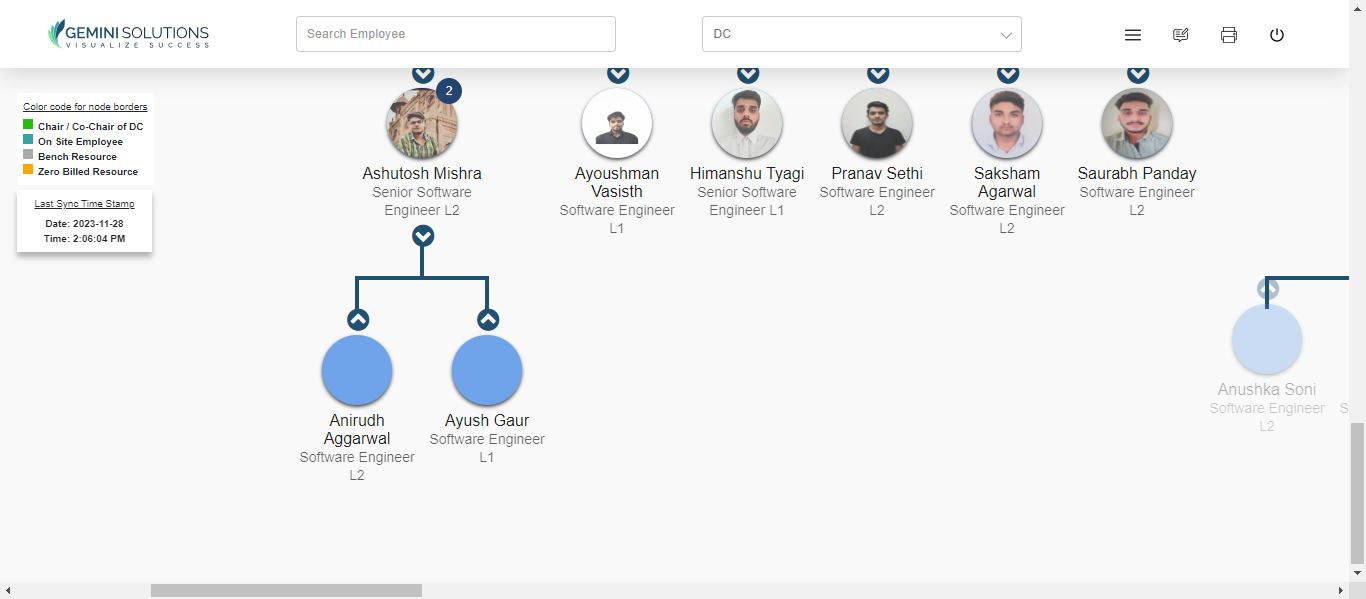 GEMINI SOLUTIONS
VISUALIZE SUCCESS
Search Employee
DC
Color code for node borders
Chair / Co-Chair of DC
On Site Employee
Bench Resource
Zero Billed Resource
Last Sync Time Stamp
Date: 2023-11-28
Time: 2:06:04 PM
2
Ashutosh Mishra
Senior Software
Engineer L2
Ayoushman
Vasisth
Software Engineer
L1
Himanshu Tyagi
Senior Software
Engineer L1
Pranav Sethi
Software Engineer
L2
Saksham
Agarwal
Software Engineer
L2
Saurabh Panday
Software Engineer
L2
Anirudh
Aggarwal
Software Engineer
L2
Ayush Gaur
Software Engineer
L1
Anushka Soni
Software Engineer
L2
S